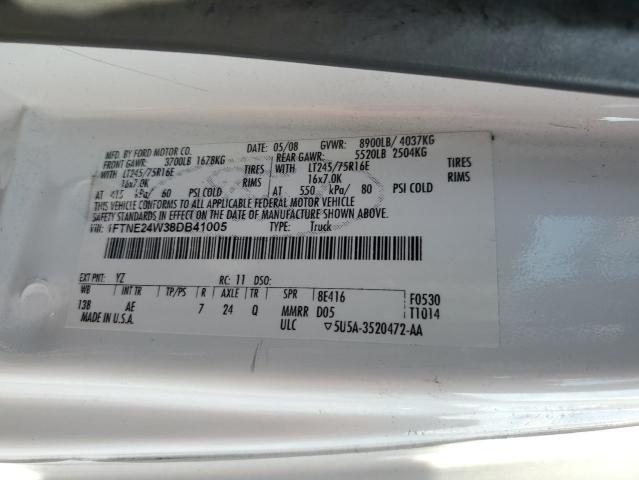 MFD. BY FORD MOTOR CO. DATE: 05/08 GVWR: 8900LB/ 4037KG
FRONT GAWR: 3700LB 1678KG REAR GAWR: 5520LB 2504KG
WITH LT245/75R16E TIRES WITH LT245/75R16E TIRES
16x7.0K RIMS 16x7.0K RIMS
AT 415 kPa/ 60 PSI COLD AT 550 kPa/ 80 PSI COLD
THIS VEHICLE CONFORMS TO ALL APPLICABLE FEDERAL MOTOR VEHICLE
SAFETY STANDARDS IN EFFECT ON THE DATE OF MANUFACTURE SHOWN ABOVE.
VIN: 1FTNE24W38DB41005 TYPE: Truck
EXT PNT: YZ RC: 11 DSO:
WB INT TR TP/PS R AXLE TR SPR 8E416 F0530
138 AE 7 24 Q MMRR D05 T1014
MADE IN U.S.A. ULC ▽5U5A-3520472-AA